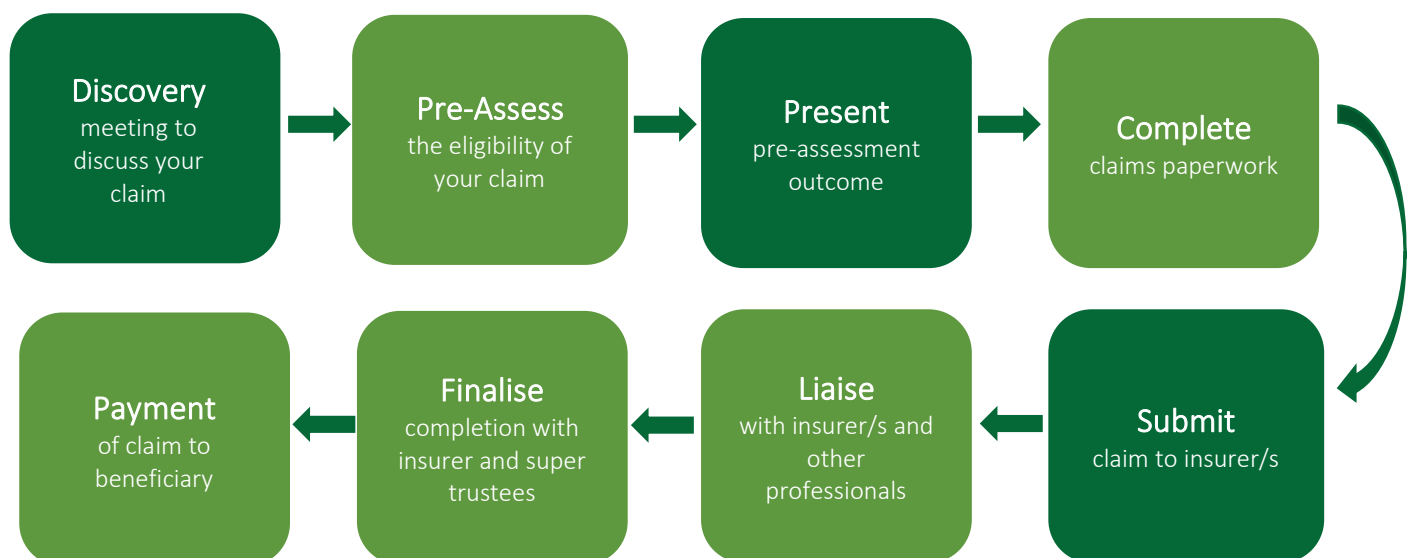 Discovery
meeting to
discuss your
claim
Pre-Assess
the eligibility of
your claim
Present
pre-assessment
outcome
Complete
claims paperwork
Submit
claim to insurer/s
Liaise
with insurer/s and
other
professionals
Finalise
completion with
insurer and super
trustees
Payment
of claim to
beneficiary